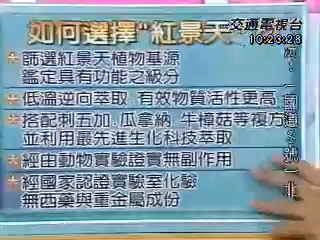 交通電視台
10:23:23
如何選擇"紅景天"
篩選紅景天植物基源
鑑定具有功能之級分
低溫逆向萃取 有效物質活性更高
搭配刺五加、瓜拿納、牛樟菇等複方
並利用最先進生化科技萃取
經由動物實驗證實無副作用
經國家認證實驗室化驗
無西藥與重金屬成份